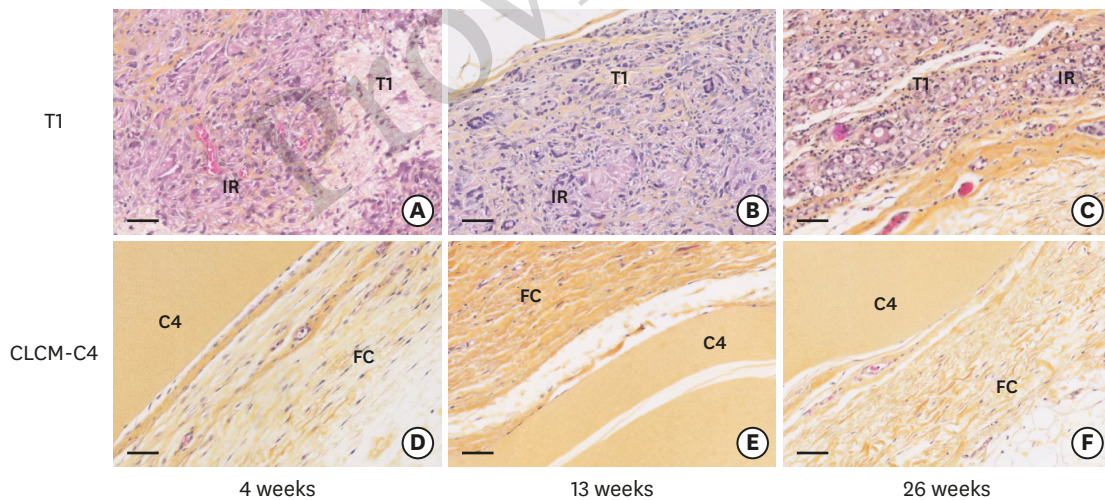 T1
T1
IR
A
T1
IR
B
T1
IR
C
CLCM-C4
C4
FC
D
FC
C4
E
C4
FC
F
4 weeks
13 weeks
26 weeks